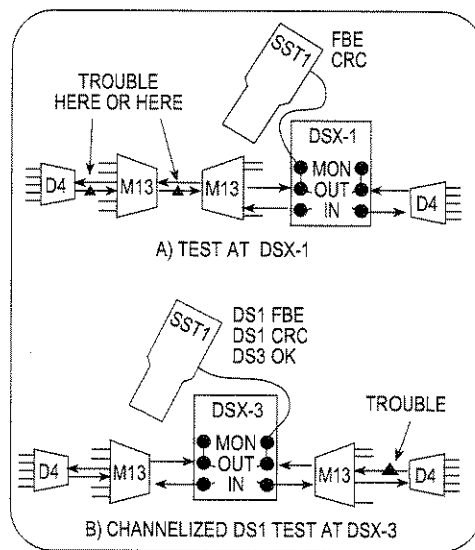 SST1
FBE
CRC
TROUBLE
HERE OR HERE
DSX-1
MON
OUT
IN
D4
M13
M13
D4
A) TEST AT DSX-1
SST1
DS1 FBE
DS1 CRC
DS3 OK
DSX-3
TROUBLE
MON
OUT
IN
D4
M13
M13
D4
B) CHANNELIZED DS1 TEST AT DSX-3